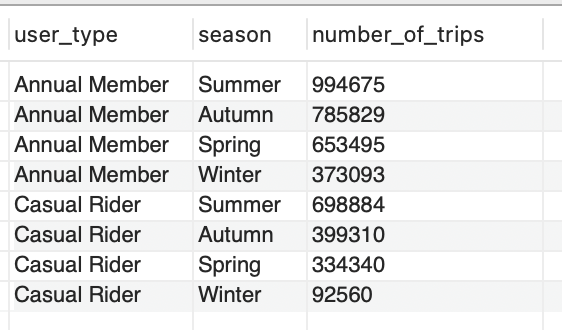 user_type season number_of_trips
Annual Member Summer 994675
Annual Member Autumn 785829
Annual Member Spring 653495
Annual Member Winter 373093
Casual Rider Summer 698884
Casual Rider Autumn 399310
Casual Rider Spring 334340
Casual Rider Winter 92560